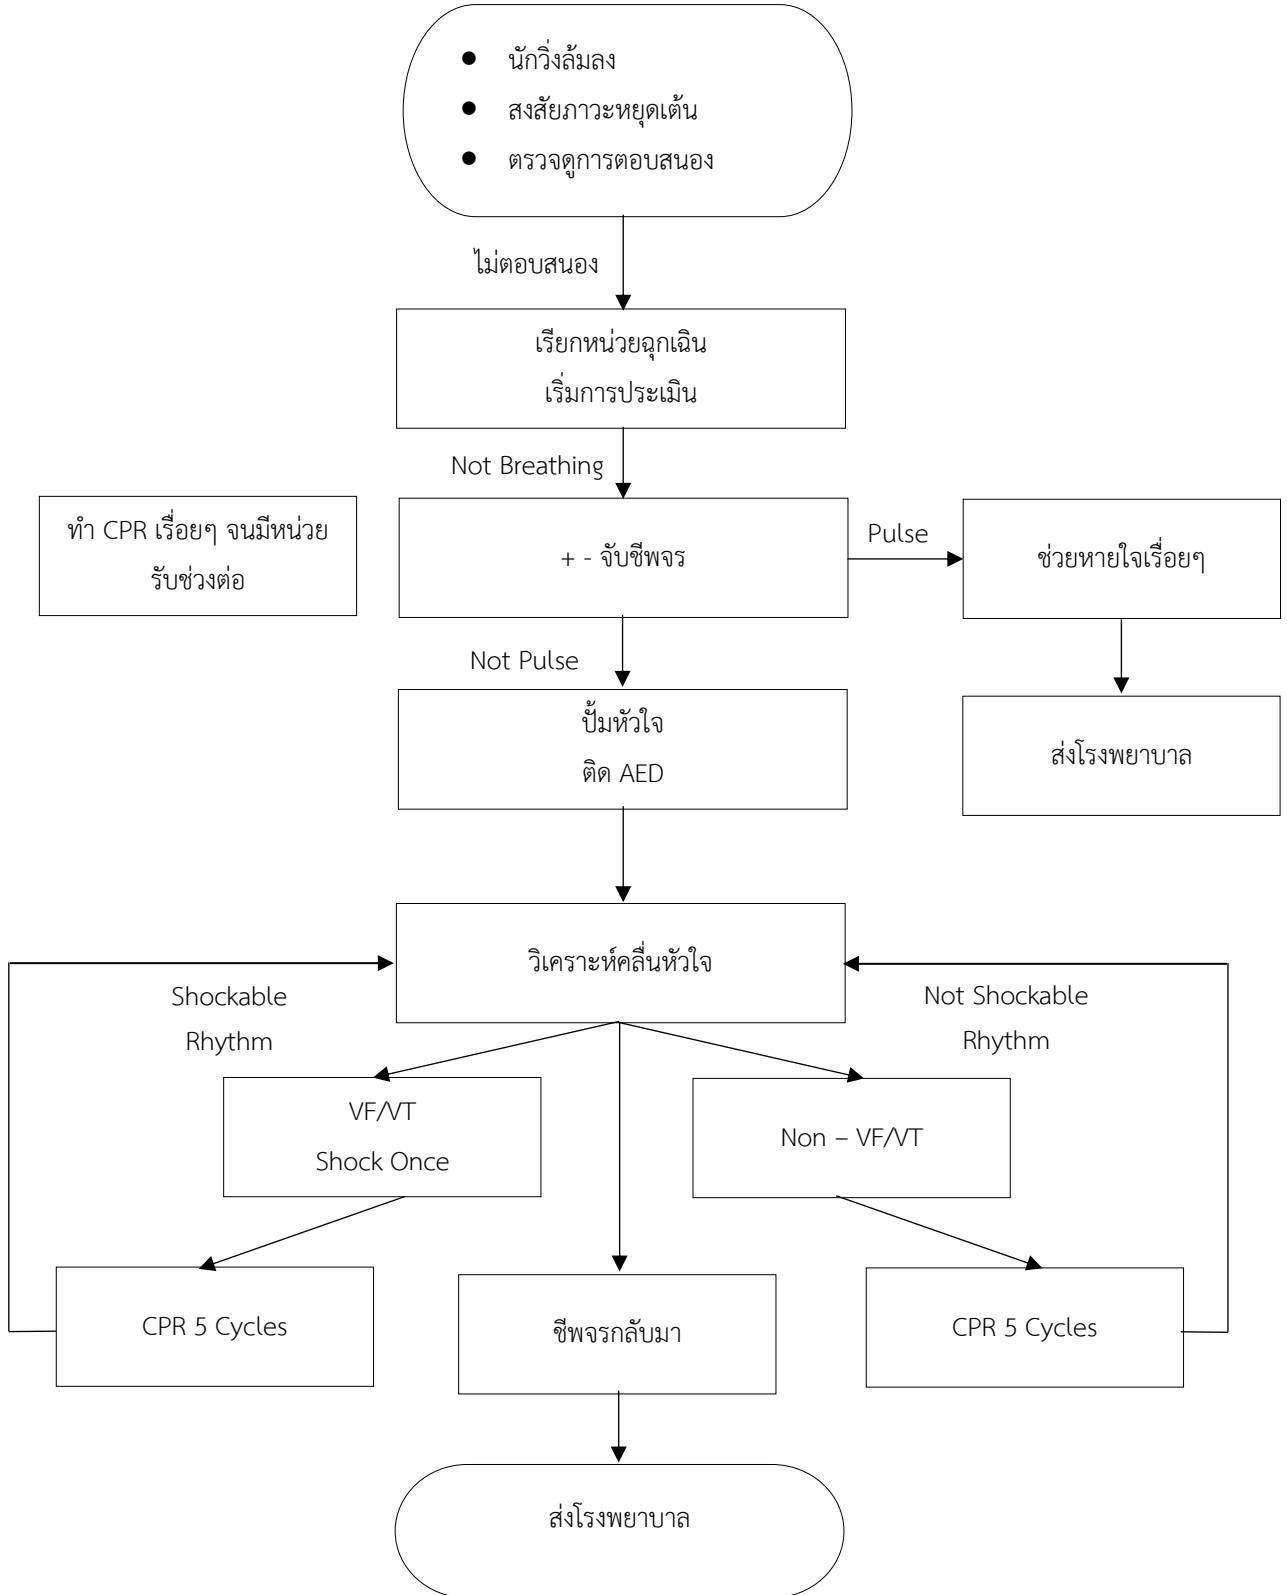 ● นักวิ่งล้มลง
● สงสัยภาวะหยุดเต้น
● ตรวจดูการตอบสนอง
ไม่ตอบสนอง
เรียกหน่วยฉุกเฉิน
เริ่มการประเมิน
Not Breathing
ทำ CPR เรื่อยๆ จนมีหน่วย
รับช่วงต่อ
+ - จับชีพจร
Pulse
ช่วยหายใจเรื่อยๆ
Not Pulse
ปั้มหัวใจ
ติด AED
ส่งโรงพยาบาล
วิเคราะห์คลื่นหัวใจ
Shockable
Rhythm
Not Shockable
Rhythm
VF/VT
Shock Once
Non – VF/VT
CPR 5 Cycles
ชีพจรกลับมา
CPR 5 Cycles
ส่งโรงพยาบาล